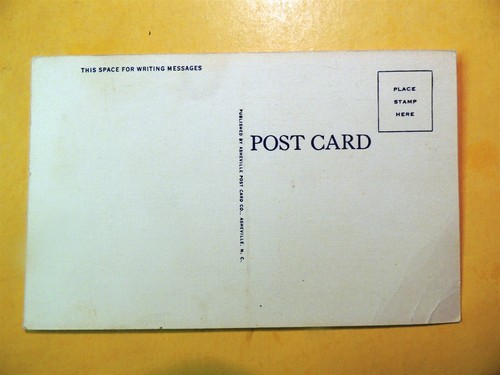 THIS SPACE FOR WRITING MESSAGES
PUBLISHED BY ASHEVILLE POST CARD CO., ASHEVILLE, N. C.
POST CARD
PLACE
STAMP
HERE